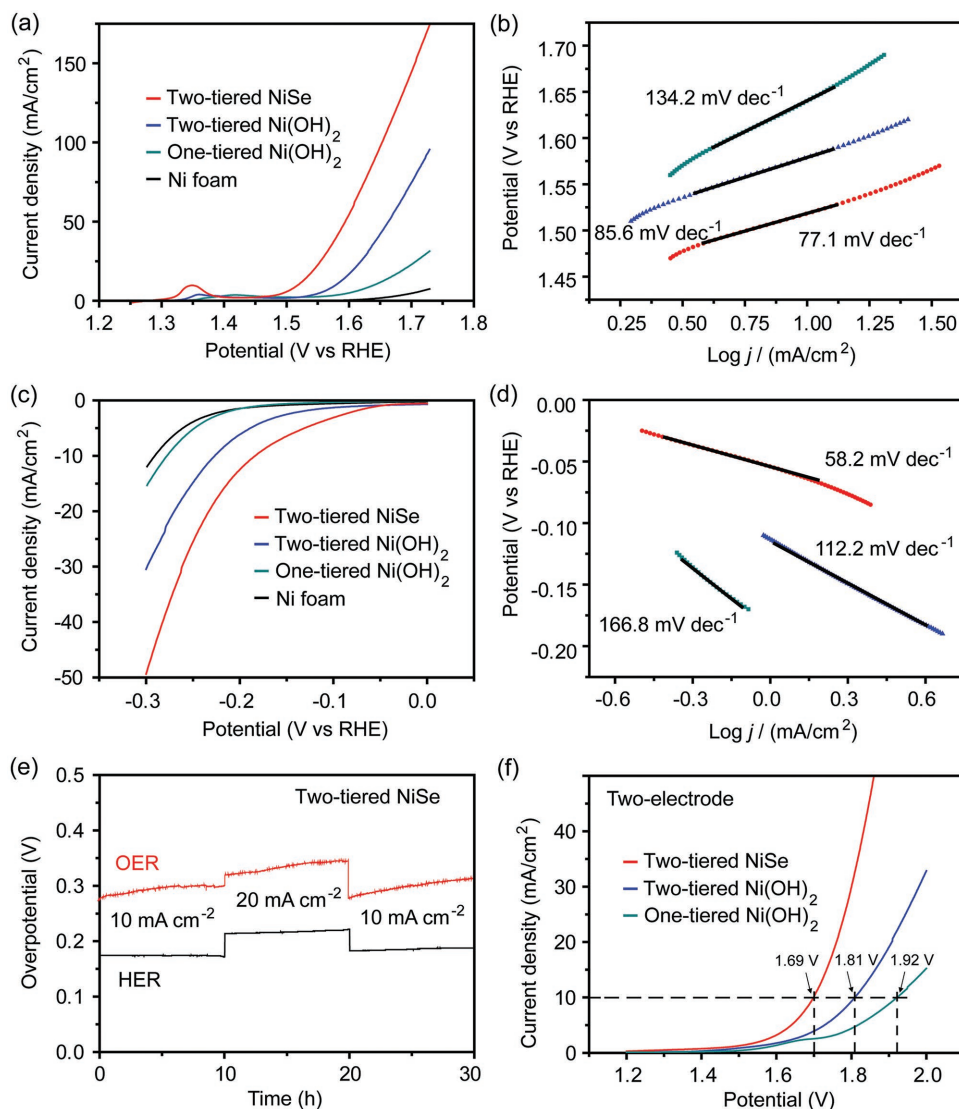 (a)
Current density (mA/cm²)
150
100
50
0
Two-tiered NiSe
Two-tiered Ni(OH)₂
One-tiered Ni(OH)₂
Ni foam
1.2 1.3 1.4 1.5 1.6 1.7 1.8
Potential (V vs RHE)
(b)
Potential (V vs RHE)
1.70
1.65
1.60
1.55
1.50
1.45
134.2 mV dec⁻¹
85.6 mV dec⁻¹
77.1 mV dec⁻¹
0.25 0.50 0.75 1.00 1.25 1.50
Log j / (mA/cm²)
(c)
Current density (mA/cm²)
0
-10
-20
-30
-40
-50
Two-tiered NiSe
Two-tiered Ni(OH)₂
One-tiered Ni(OH)₂
Ni foam
-0.3 -0.2 -0.1 0.0
Potential (V vs RHE)
(d)
Potential (V vs RHE)
0.00
-0.05
-0.10
-0.15
-0.20
58.2 mV dec⁻¹
112.2 mV dec⁻¹
166.8 mV dec⁻¹
-0.6 -0.3 0.0 0.3 0.6
Log j / (mA/cm²)
(e)
Overpotential (V)
0.5
0.4
0.3
0.2
0.1
0.0
Two-tiered NiSe
OER
10 mA cm⁻² 20 mA cm⁻² 10 mA cm⁻²
HER
0 10 20 30
Time (h)
(f)
Current density (mA/cm²)
40
30
20
10
0
Two-electrode
Two-tiered NiSe
Two-tiered Ni(OH)₂
One-tiered Ni(OH)₂
1.69 V 1.81 V 1.92 V
1.2 1.4 1.6 1.8 2.0
Potential (V)